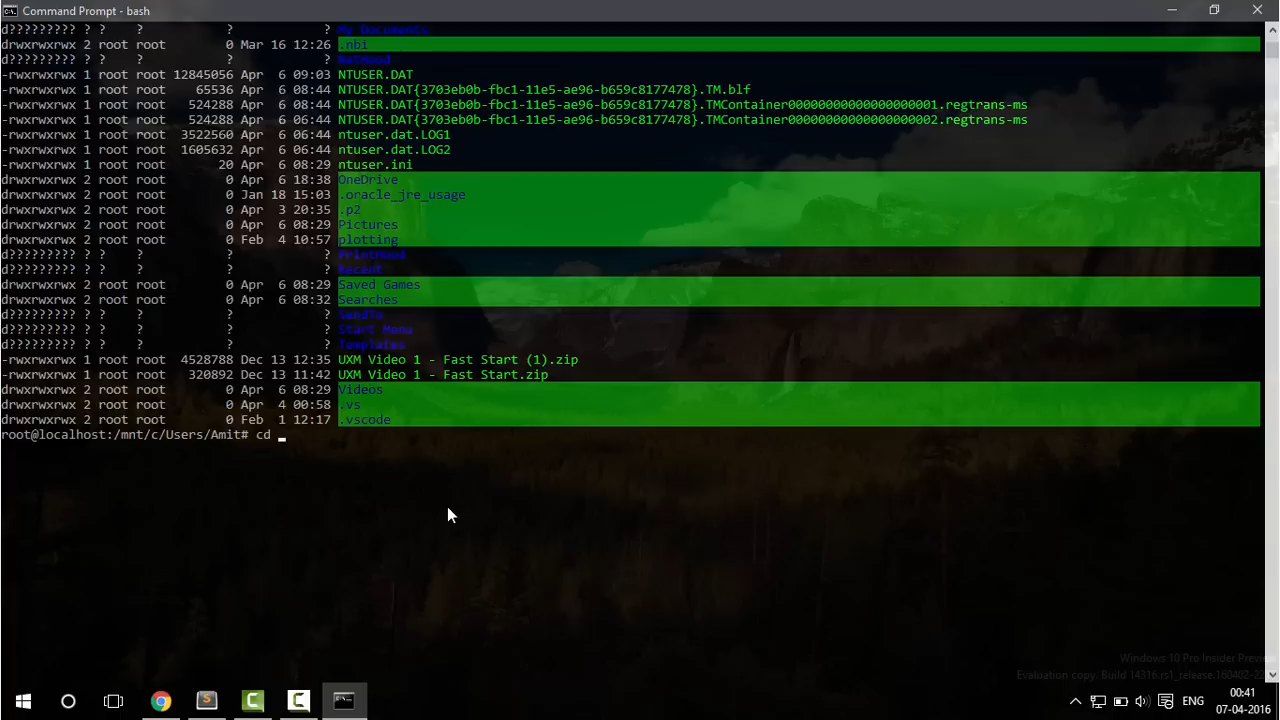 Command Prompt - bash
d????????? ? ?    ?           ?            ? My Documents
drwxrwxrwx 2 root root        0 Mar 16 12:26 .nbi
d????????? ? ?    ?           ?            ? NetHood
-rwxrwxrwx 1 root root 12845056 Apr  6 09:03 NTUSER.DAT
-rwxrwxrwx 1 root root    65536 Apr  6 08:44 NTUSER.DAT{3703eb0b-fbc1-11e5-ae96-b659c8177478}.TM.blf
-rwxrwxrwx 1 root root   524288 Apr  6 08:44 NTUSER.DAT{3703eb0b-fbc1-11e5-ae96-b659c8177478}.TMContainer00000000000000000001.regtrans-ms
-rwxrwxrwx 1 root root   524288 Apr  6 06:44 NTUSER.DAT{3703eb0b-fbc1-11e5-ae96-b659c8177478}.TMContainer00000000000000000002.regtrans-ms
-rwxrwxrwx 1 root root  3522560 Apr  6 06:44 ntuser.dat.LOG1
-rwxrwxrwx 1 root root  1605632 Apr  6 06:44 ntuser.dat.LOG2
-rwxrwxrwx 1 root root       20 Apr  6 08:29 ntuser.ini
drwxrwxrwx 2 root root        0 Apr  6 18:38 OneDrive
drwxrwxrwx 2 root root        0 Jan 18 15:03 .oracle_jre_usage
drwxrwxrwx 2 root root        0 Apr  3 20:35 .p2
drwxrwxrwx 2 root root        0 Apr  6 08:29 Pictures
drwxrwxrwx 2 root root        0 Feb  4 10:57 plotting
d????????? ? ?    ?           ?            ? PrintHood
d????????? ? ?    ?           ?            ? Recent
drwxrwxrwx 2 root root        0 Apr  6 08:29 Saved Games
drwxrwxrwx 2 root root        0 Apr  6 08:32 Searches
d????????? ? ?    ?           ?            ? SendTo
d????????? ? ?    ?           ?            ? Start Menu
d????????? ? ?    ?           ?            ? Templates
-rwxrwxrwx 1 root root  4528788 Dec 13 12:35 UXM Video 1 - Fast Start (1).zip
-rwxrwxrwx 1 root root   320892 Dec 13 11:42 UXM Video 1 - Fast Start.zip
drwxrwxrwx 2 root root        0 Apr  6 08:29 Videos
drwxrwxrwx 2 root root        0 Apr  4 00:58 .vs
drwxrwxrwx 2 root root        0 Feb  1 12:17 .vscode
root@localhost:/mnt/c/Users/Amit# cd
Windows 10 Pro Insider Preview
Evaluation copy. Build 14316.rs1_release.160402-22
ENG
00:41
07-04-2016